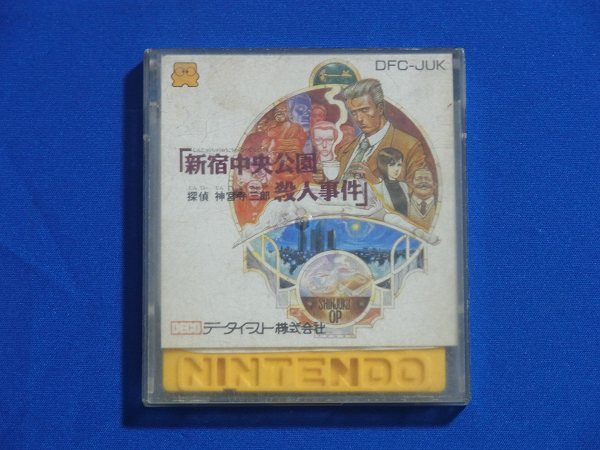 DFC-JUK
「新宿中央公園
探偵 神宮寺三郎 殺人事件」
SHINJUKU
OP
DECO データイースト株式会社
NINTENDO